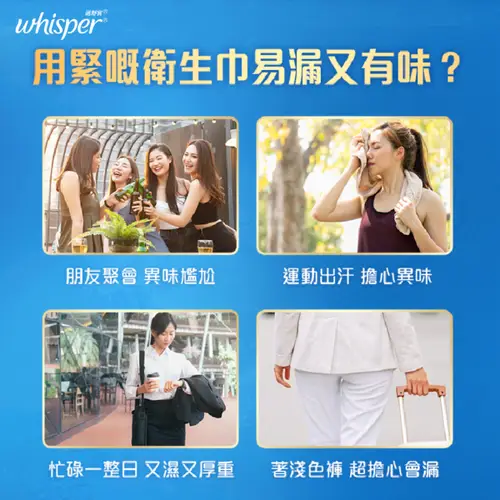 護舒寶®
whisper®
用緊嘅衛生巾易漏又有味？
朋友聚會 異味尷尬
運動出汗 擔心異味
忙碌一整日 又濕又厚重
著淺色褲 超擔心會漏